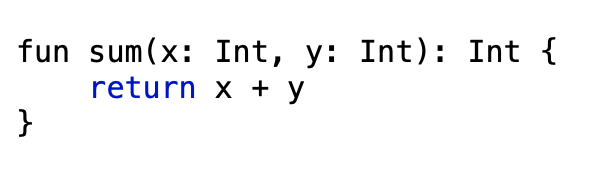 fun sum(x: Int, y: Int): Int {
    return x + y
}